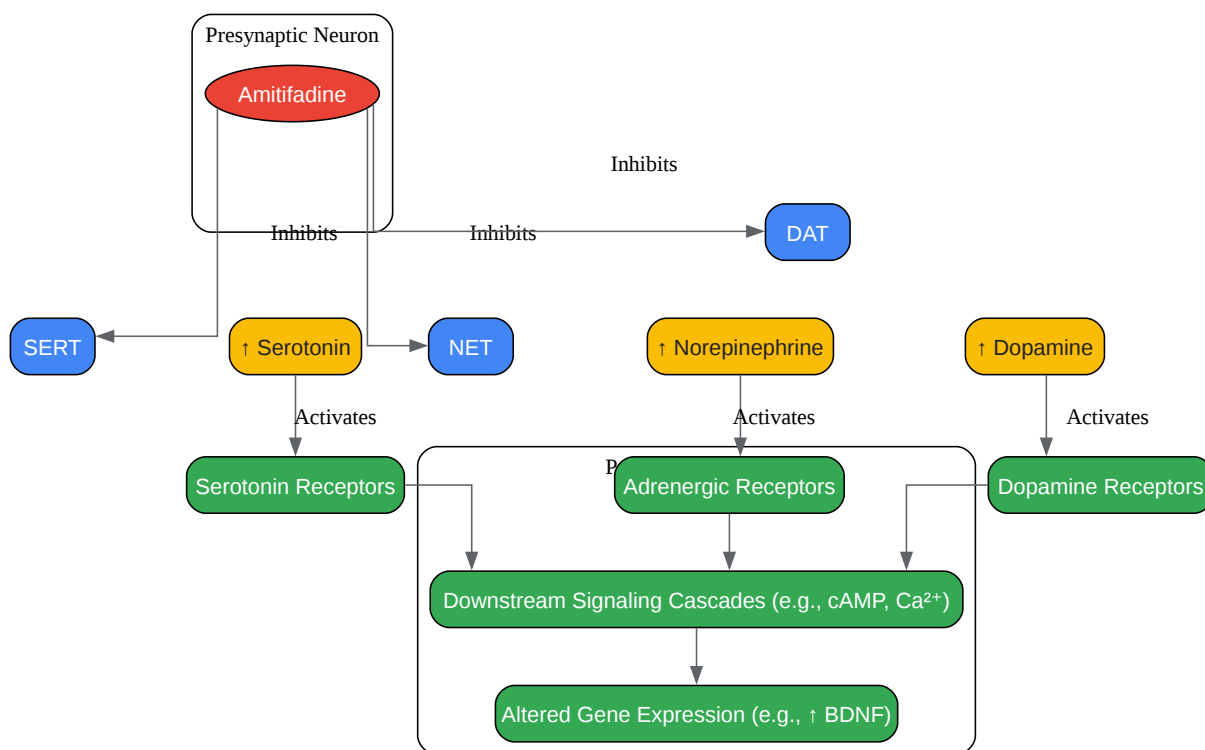 Presynaptic Neuron
Amitifadine
Inhibits
Inhibits
Inhibits
DAT
SERT
↑ Serotonin
NET
↑ Norepinephrine
↑ Dopamine
Activates
Activates
Activates
Serotonin Receptors
Adrenergic Receptors
Dopamine Receptors
Downstream Signaling Cascades (e.g., cAMP, Ca²⁺)
Altered Gene Expression (e.g., ↑ BDNF)